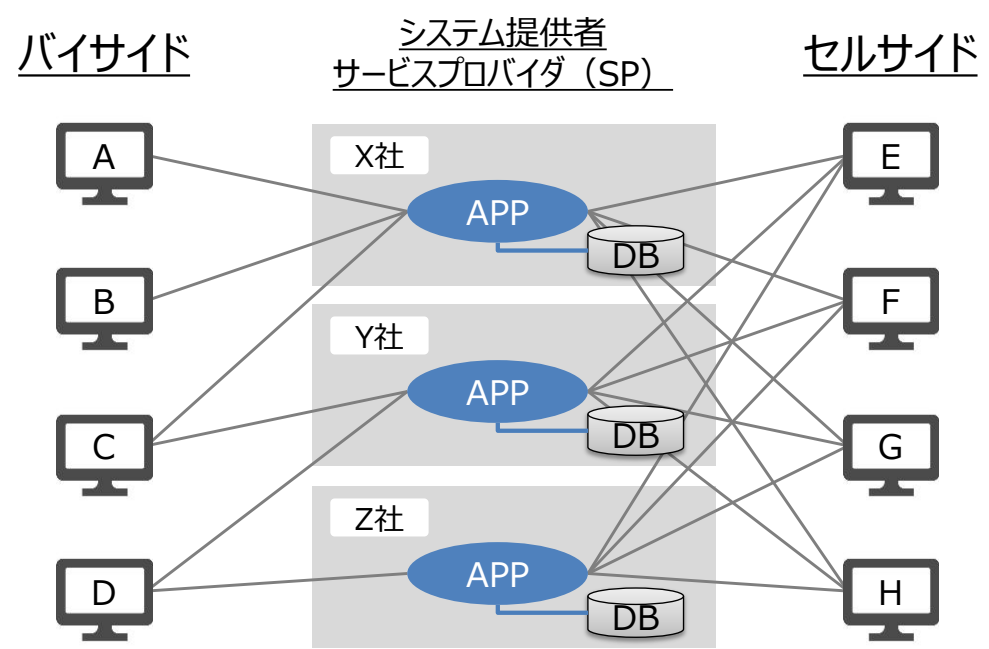 バイサイド
システム提供者
サービスプロバイダ（SP）
セルサイド
A
B
C
D
X社
APP
DB
Y社
APP
DB
Z社
APP
DB
E
F
G
H